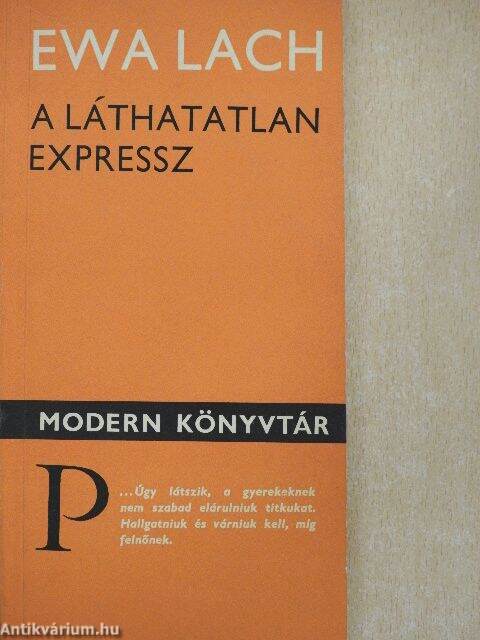 EWA LACH
A LÁTHATATLAN
EXPRESSZ
MODERN KÖNYVTÁR
P
...Úgy látszik, a gyerekeknek
nem szabad elárulniuk titkukat.
Hallgatniuk és várniuk kell, míg
felnőnek.
Antikvárium.hu